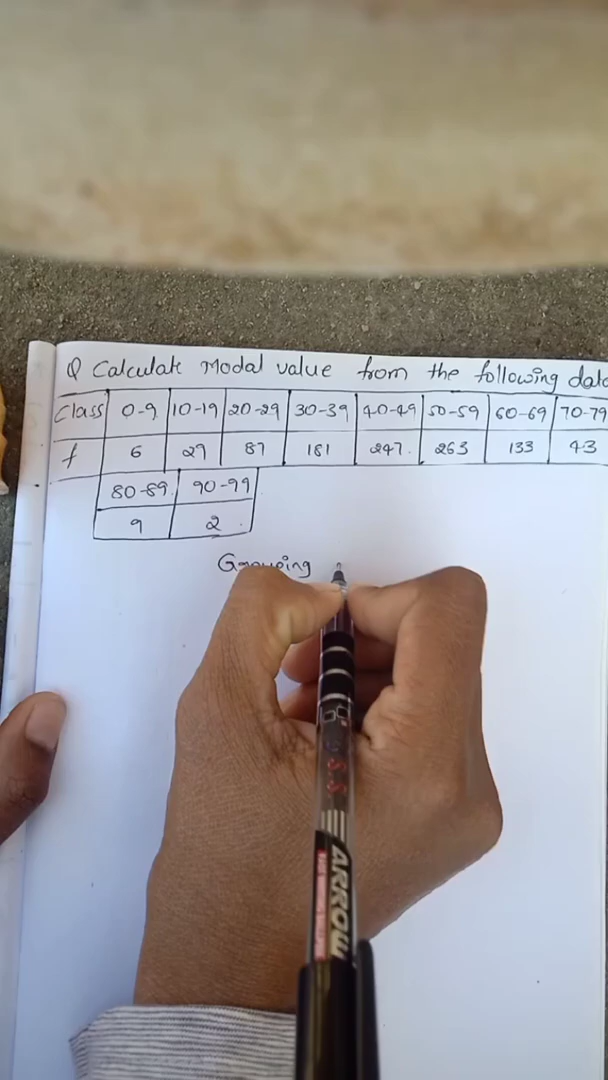 Q Calculate Modal value from the following data
Class 0-9 10-19 20-29 30-39 40-49 50-59 60-69 70-79
f 6 29 87 181 247 263 133 43
80-89 90-99
9 2
Grouping
S.S.
ARROW